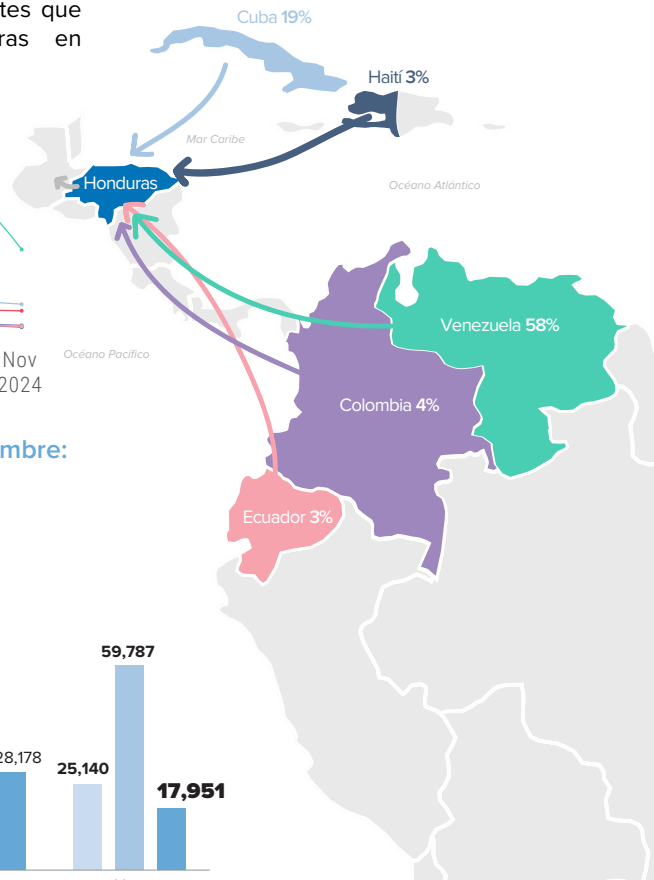 tes que
ras en
Cuba 19%
Haití 3%
Mar Caribe
Honduras
Océano Atlántico
Venezuela 58%
Nov
2024
Océano Pacífico
Colombia 4%
mbre:
Ecuador 3%
59,787
28,178
25,140
17,951